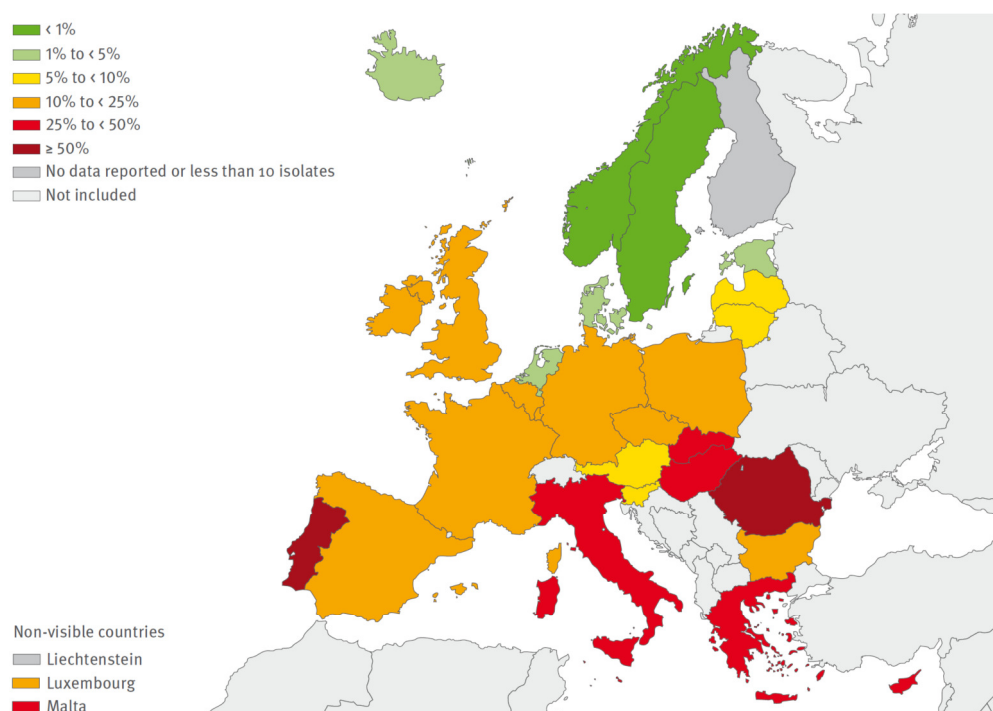 < 1%
1% to < 5%
5% to < 10%
10% to < 25%
25% to < 50%
≥ 50%
No data reported or less than 10 isolates
Not included
Non-visible countries
Liechtenstein
Luxembourg
Malta